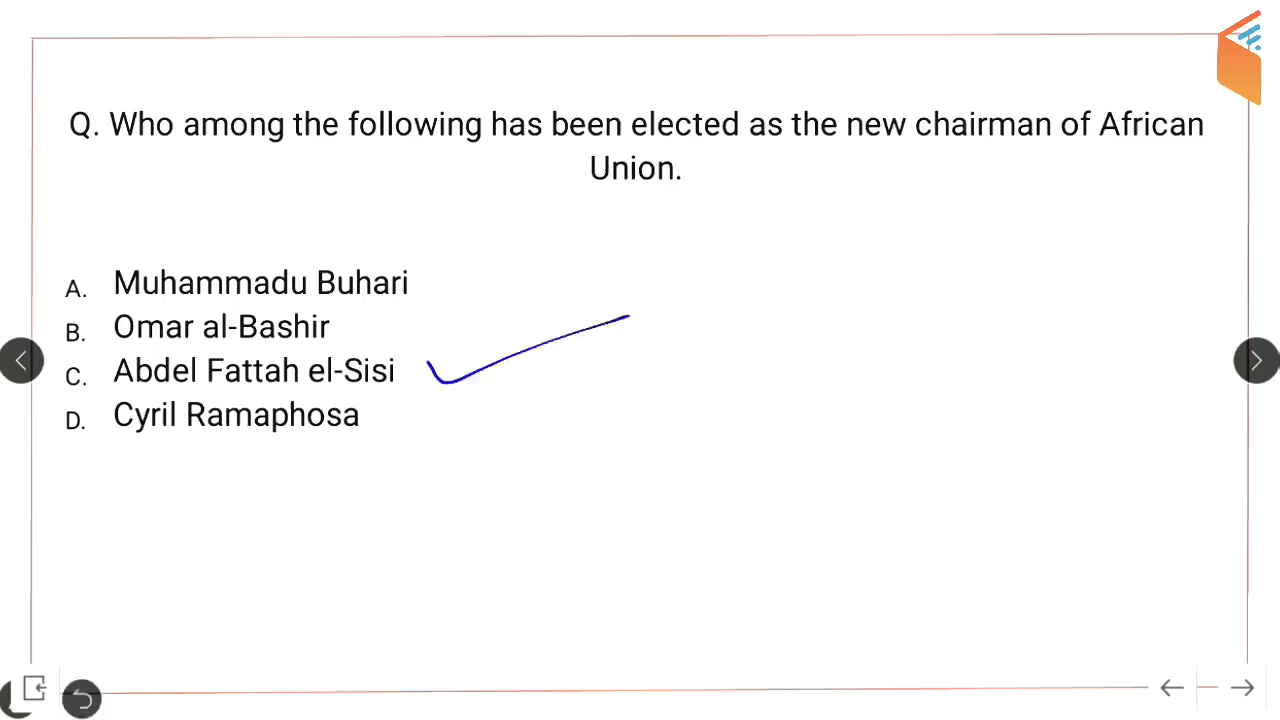 Q. Who among the following has been elected as the new chairman of African
Union.
A. Muhammadu Buhari
B. Omar al-Bashir
C. Abdel Fattah el-Sisi
D. Cyril Ramaphosa